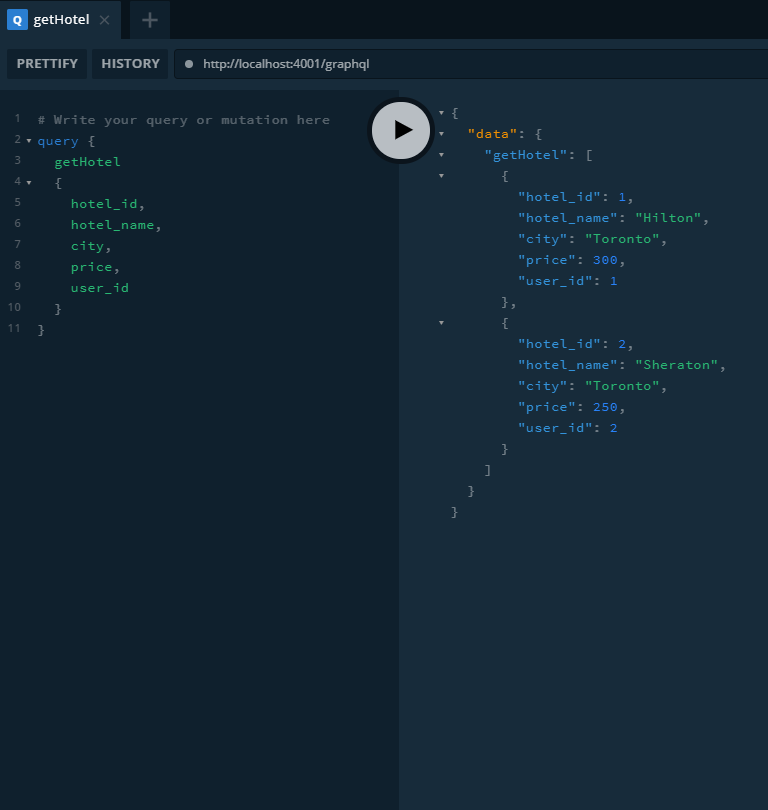 Q getHotel ×
PRETTIFY HISTORY http://localhost:4001/graphql
1 # Write your query or mutation here
2 query {
3 getHotel
4 {
5 hotel_id,
6 hotel_name,
7 city,
8 price,
9 user_id
10 }
11 }
{
"data": {
"getHotel": [
{
"hotel_id": 1,
"hotel_name": "Hilton",
"city": "Toronto",
"price": 300,
"user_id": 1
},
{
"hotel_id": 2,
"hotel_name": "Sheraton",
"city": "Toronto",
"price": 250,
"user_id": 2
}
]
}
}